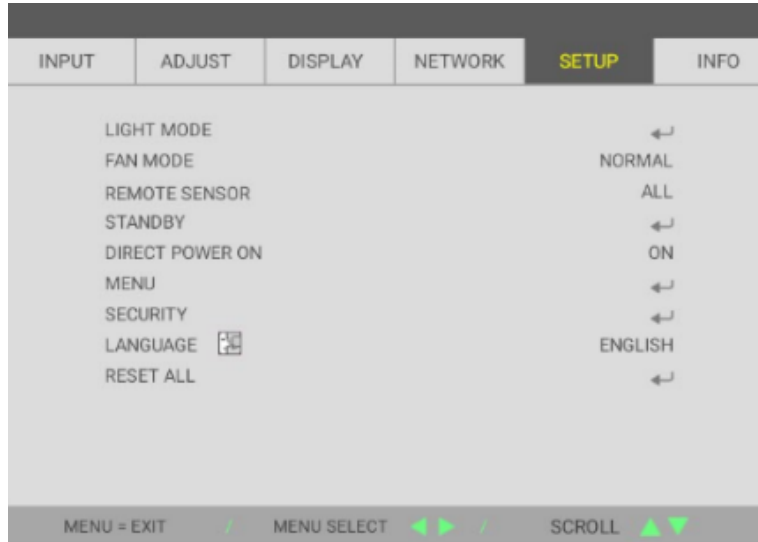 INPUT ADJUST DISPLAY NETWORK SETUP INFO
LIGHT MODE
FAN MODE NORMAL
REMOTE SENSOR ALL
STANDBY
DIRECT POWER ON ON
MENU
SECURITY
LANGUAGE ENGLISH
RESET ALL
MENU = EXIT / MENU SELECT ◀ ▶ / SCROLL ▲ ▼